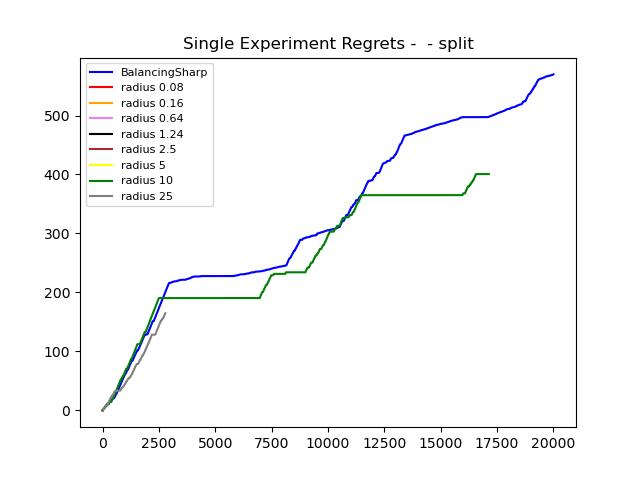 Single Experiment Regrets -  - split
BalancingSharp
radius 0.08
radius 0.16
radius 0.64
radius 1.24
radius 2.5
radius 5
radius 10
radius 25
500
400
300
200
100
0
0 2500 5000 7500 10000 12500 15000 17500 20000